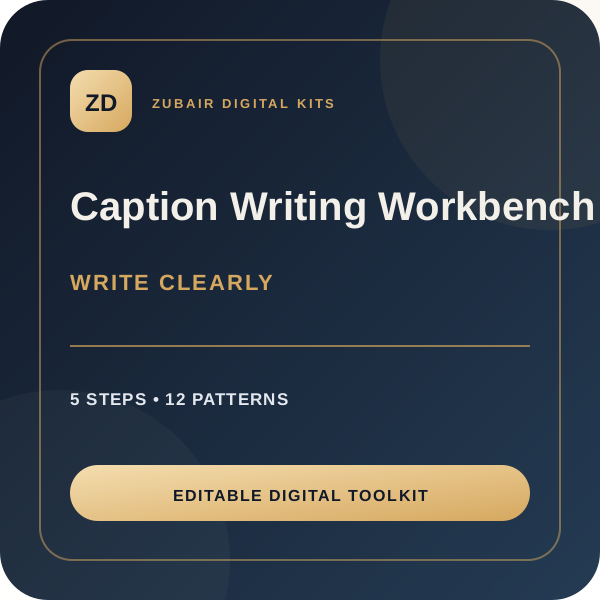 ZD
ZUBAIR DIGITAL KITS
Caption Writing Workbench
WRITE CLEARLY
5 STEPS • 12 PATTERNS
EDITABLE DIGITAL TOOLKIT